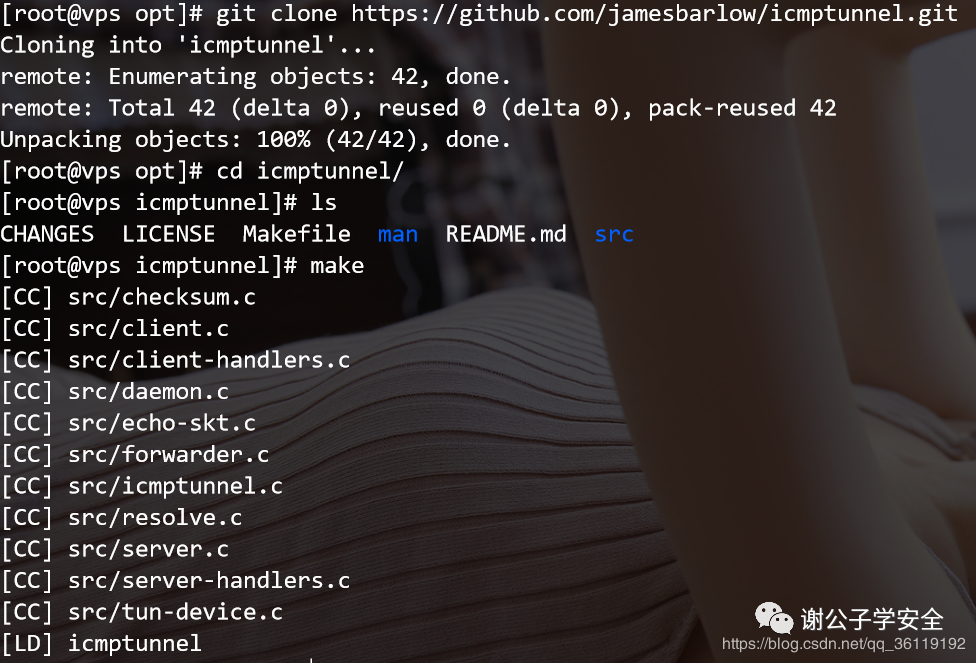 [root@vps opt]# git clone https://github.com/jamesbarlow/icmptunnel.git
Cloning into 'icmptunnel'...
remote: Enumerating objects: 42, done.
remote: Total 42 (delta 0), reused 0 (delta 0), pack-reused 42
Unpacking objects: 100% (42/42), done.
[root@vps opt]# cd icmptunnel/
[root@vps icmptunnel]# ls
CHANGES LICENSE Makefile man README.md src
[root@vps icmptunnel]# make
[CC] src/checksum.c
[CC] src/client.c
[CC] src/client-handlers.c
[CC] src/daemon.c
[CC] src/echo-skt.c
[CC] src/forwarder.c
[CC] src/icmptunnel.c
[CC] src/resolve.c
[CC] src/server.c
[CC] src/server-handlers.c
[CC] src/tun-device.c
[LD] icmptunnel
谢公子学安全
https://blog.csdn.net/qq_36119192